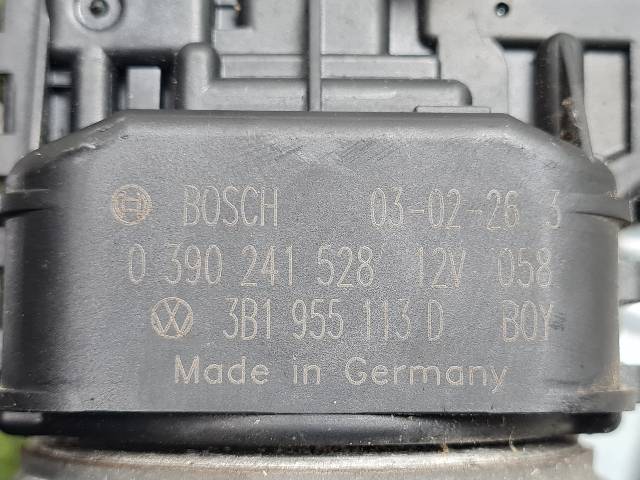 BOSCH 03-02-26 3
0 390 241 528 12V 058
3B1 955 113 D BOY
Made in Germany